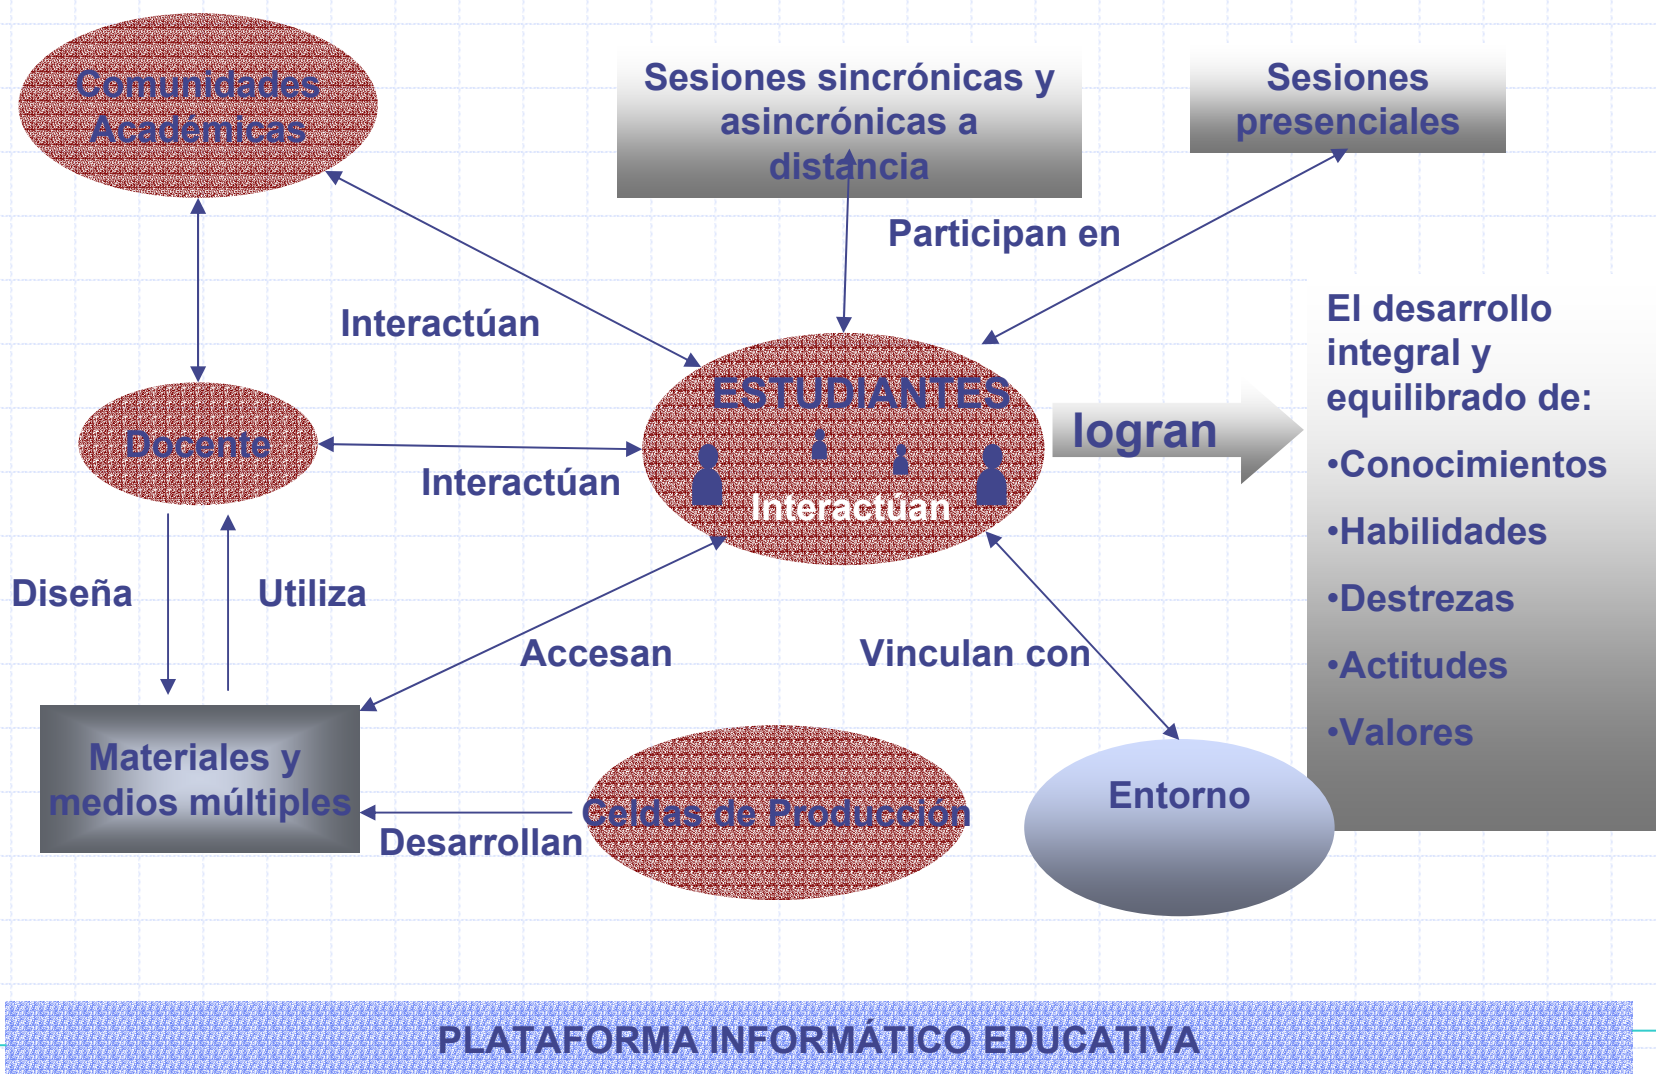 Comunidades
Académicas
Sesiones sincrónicas y
asincrónicas a
distancia
Sesiones
presenciales
Participan en
Interactúan
El desarrollo
integral y
equilibrado de:
•Conocimientos
•Habilidades
•Destrezas
•Actitudes
•Valores
ESTUDIANTES
Interactúan
logran
Docente
Interactúan
Diseña
Utiliza
Accesan
Vinculan con
Materiales y
medios múltiples
Desarrollan
Celdas de Producción
Entorno
PLATAFORMA INFORMÁTICO EDUCATIVA